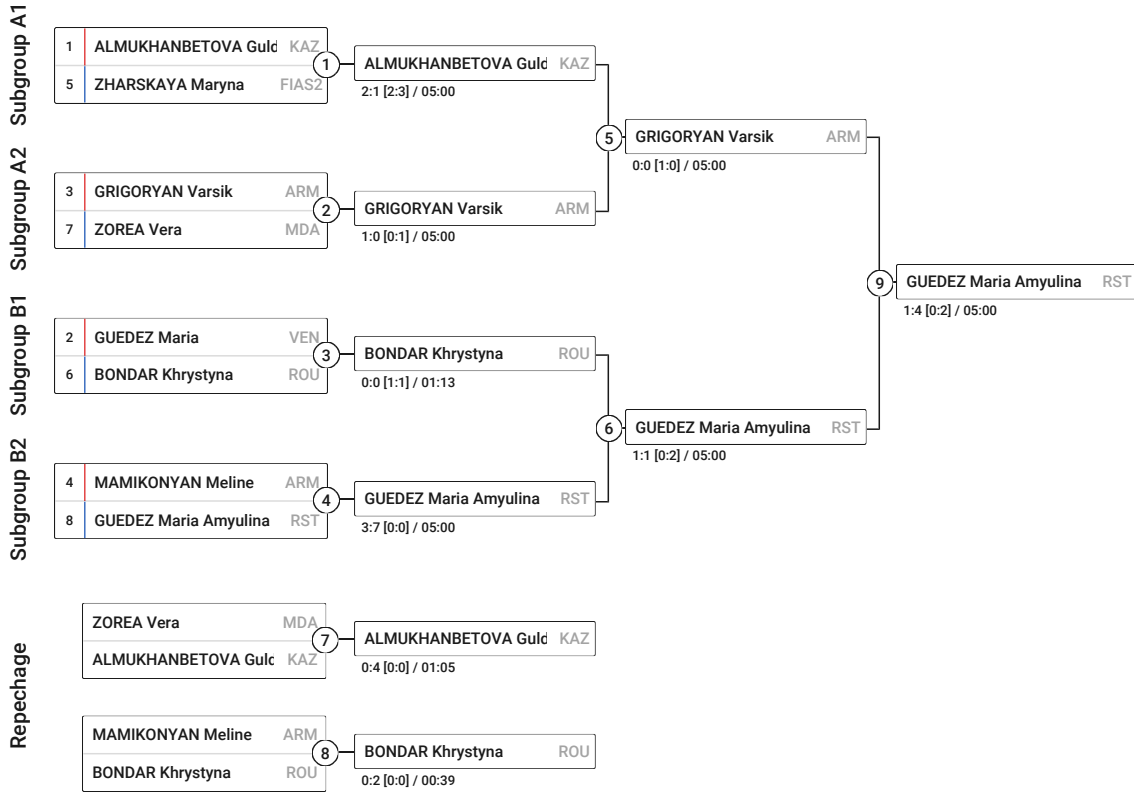 Subgroup A1
1 ALMUKHANBETOVA Guld KAZ
5 ZHARSKAYA Maryna FIAS2
1
ALMUKHANBETOVA Guld KAZ
2:1 [2:3] / 05:00
Subgroup A2
3 GRIGORYAN Varsik ARM
7 ZOREA Vera MDA
2
GRIGORYAN Varsik ARM
1:0 [0:1] / 05:00
5
GRIGORYAN Varsik ARM
0:0 [1:0] / 05:00
Subgroup B1
2 GUEDEZ Maria VEN
6 BONDAR Khrystyna ROU
3
BONDAR Khrystyna ROU
0:0 [1:1] / 01:13
Subgroup B2
4 MAMIKONYAN Meline ARM
8 GUEDEZ Maria Amyulina RST
4
GUEDEZ Maria Amyulina RST
3:7 [0:0] / 05:00
6
GUEDEZ Maria Amyulina RST
1:1 [0:2] / 05:00
9
GUEDEZ Maria Amyulina RST
1:4 [0:2] / 05:00
Repechage
ZOREA Vera MDA
ALMUKHANBETOVA Gulc KAZ
7
ALMUKHANBETOVA Guld KAZ
0:4 [0:0] / 01:05
MAMIKONYAN Meline ARM
BONDAR Khrystyna ROU
8
BONDAR Khrystyna ROU
0:2 [0:0] / 00:39